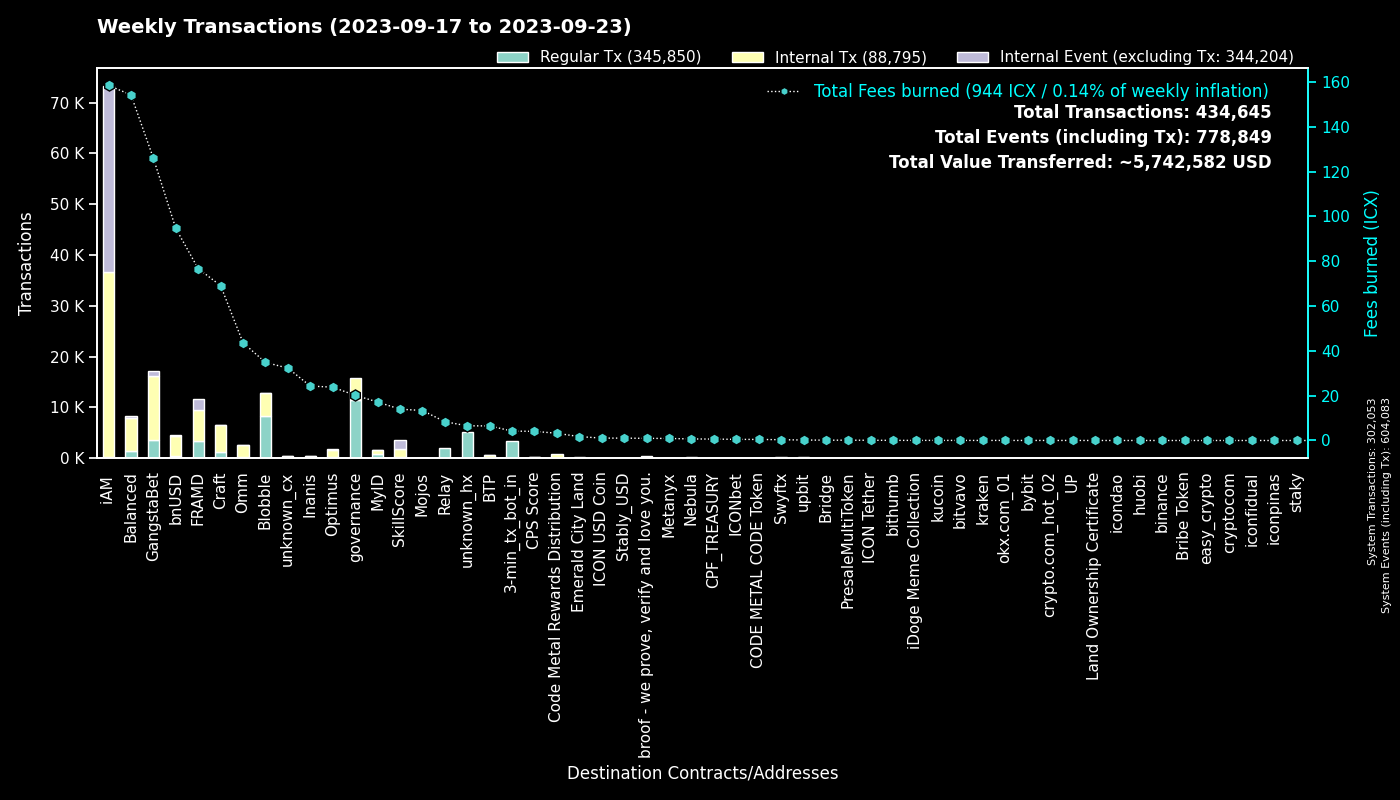 Weekly Transactions (2023-09-17 to 2023-09-23)
Regular Tx (345,850)
Internal Tx (88,795)
Internal Event (excluding Tx: 344,204)
Total Fees burned (944 ICX / 0.14% of weekly inflation)
Total Transactions: 434,645
Total Events (including Tx): 778,849
Total Value Transferred: ~5,742,582 USD
Transactions
70 K
60 K
50 K
40 K
30 K
20 K
10 K
0 K
160
140
120
100
80
60
40
20
0
Fees burned (ICX)
System Transactions: 302,053
System Events (including Tx): 604,083
iAM
Balanced
GangstaBet
bnUSD
FRAMD
Craft
Omm
Blobble
unknown_cx
Inanis
Optimus
governance
MyID
SkillScore
Mojos
Relay
unknown_hx
BTP
3-min_tx_bot_in
CPS Score
Code Metal Rewards Distribution
Emerald City Land
ICON USD Coin
Stably_USD
broof - we prove, verify and love you.
Metanyx
Nebula
CPF_TREASURY
ICONbet
CODE METAL CODE Token
Swyftx
upbit
Bridge
PresaleMultiToken
ICON Tether
bithumb
iDoge Meme Collection
kucoin
bitvavo
kraken
okx.com_01
bybit
crypto.com_hot_02
UP
Land Ownership Certificate
icondao
huobi
binance
Bribe Token
easy_crypto
cryptocom
iconfidual
iconpinas
staky
Destination Contracts/Addresses